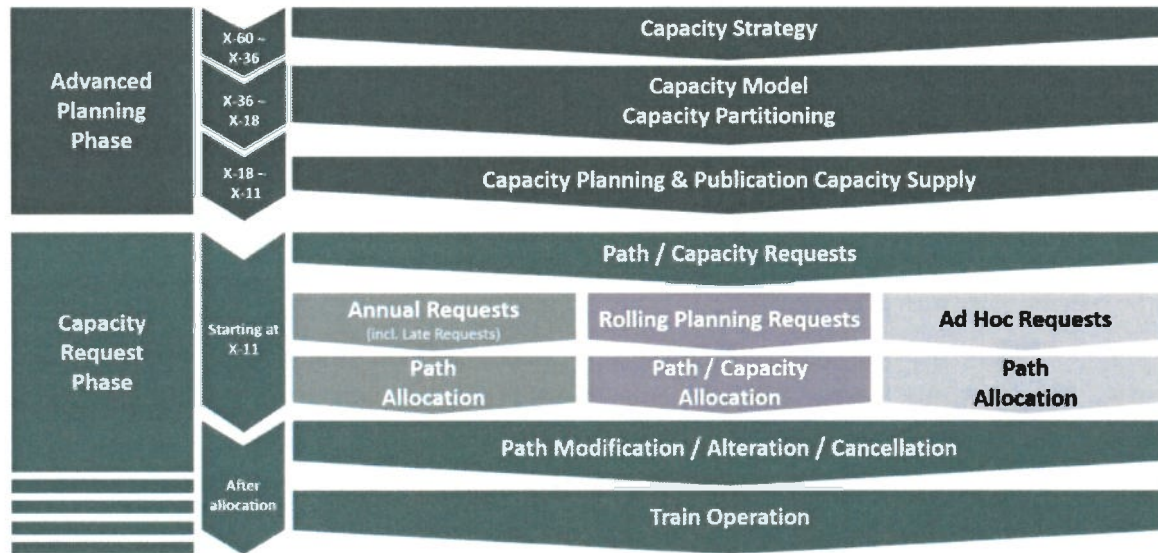 Advanced
Planning
Phase
X-60 –
X-36
Capacity Strategy
X-36 –
X-18
Capacity Model
Capacity Partitioning
X-18 –
X-11
Capacity Planning & Publication Capacity Supply
Capacity
Request
Phase
Starting at
X-11
Path / Capacity Requests
Annual Requests
(incl. Late Requests)
Rolling Planning Requests
Ad Hoc Requests
Path
Allocation
Path / Capacity
Allocation
Path
Allocation
After
allocation
Path Modification / Alteration / Cancellation
Train Operation